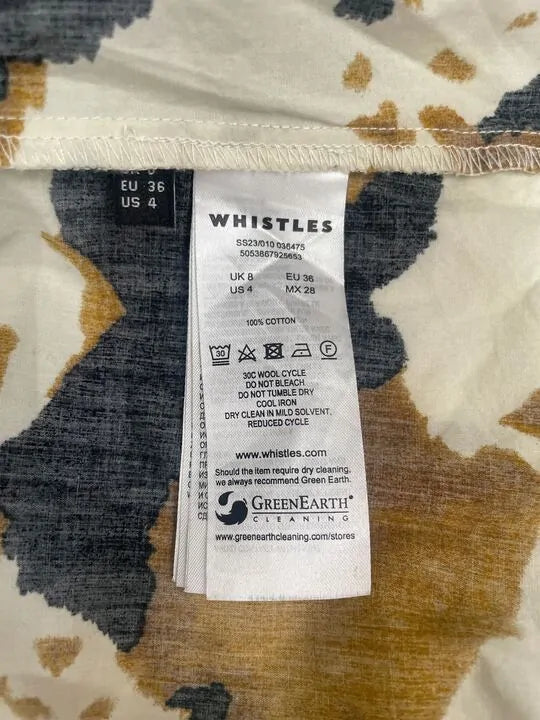 EU 36
US 4
WHISTLES
SS23/010 036475
5053867925653
UK 8 EU 36
US 4 MX 28
100% COTTON
30
F
30C WOOL CYCLE
DO NOT BLEACH
DO NOT TUMBLE DRY
COOL IRON
DRY CLEAN IN MILD SOLVENT,
REDUCED CYCLE
www.whistles.com
Should the item require dry cleaning,
we always recommend Green Earth.
GREENEARTH®
CLEANING
www.greenearthcleaning.com/stores